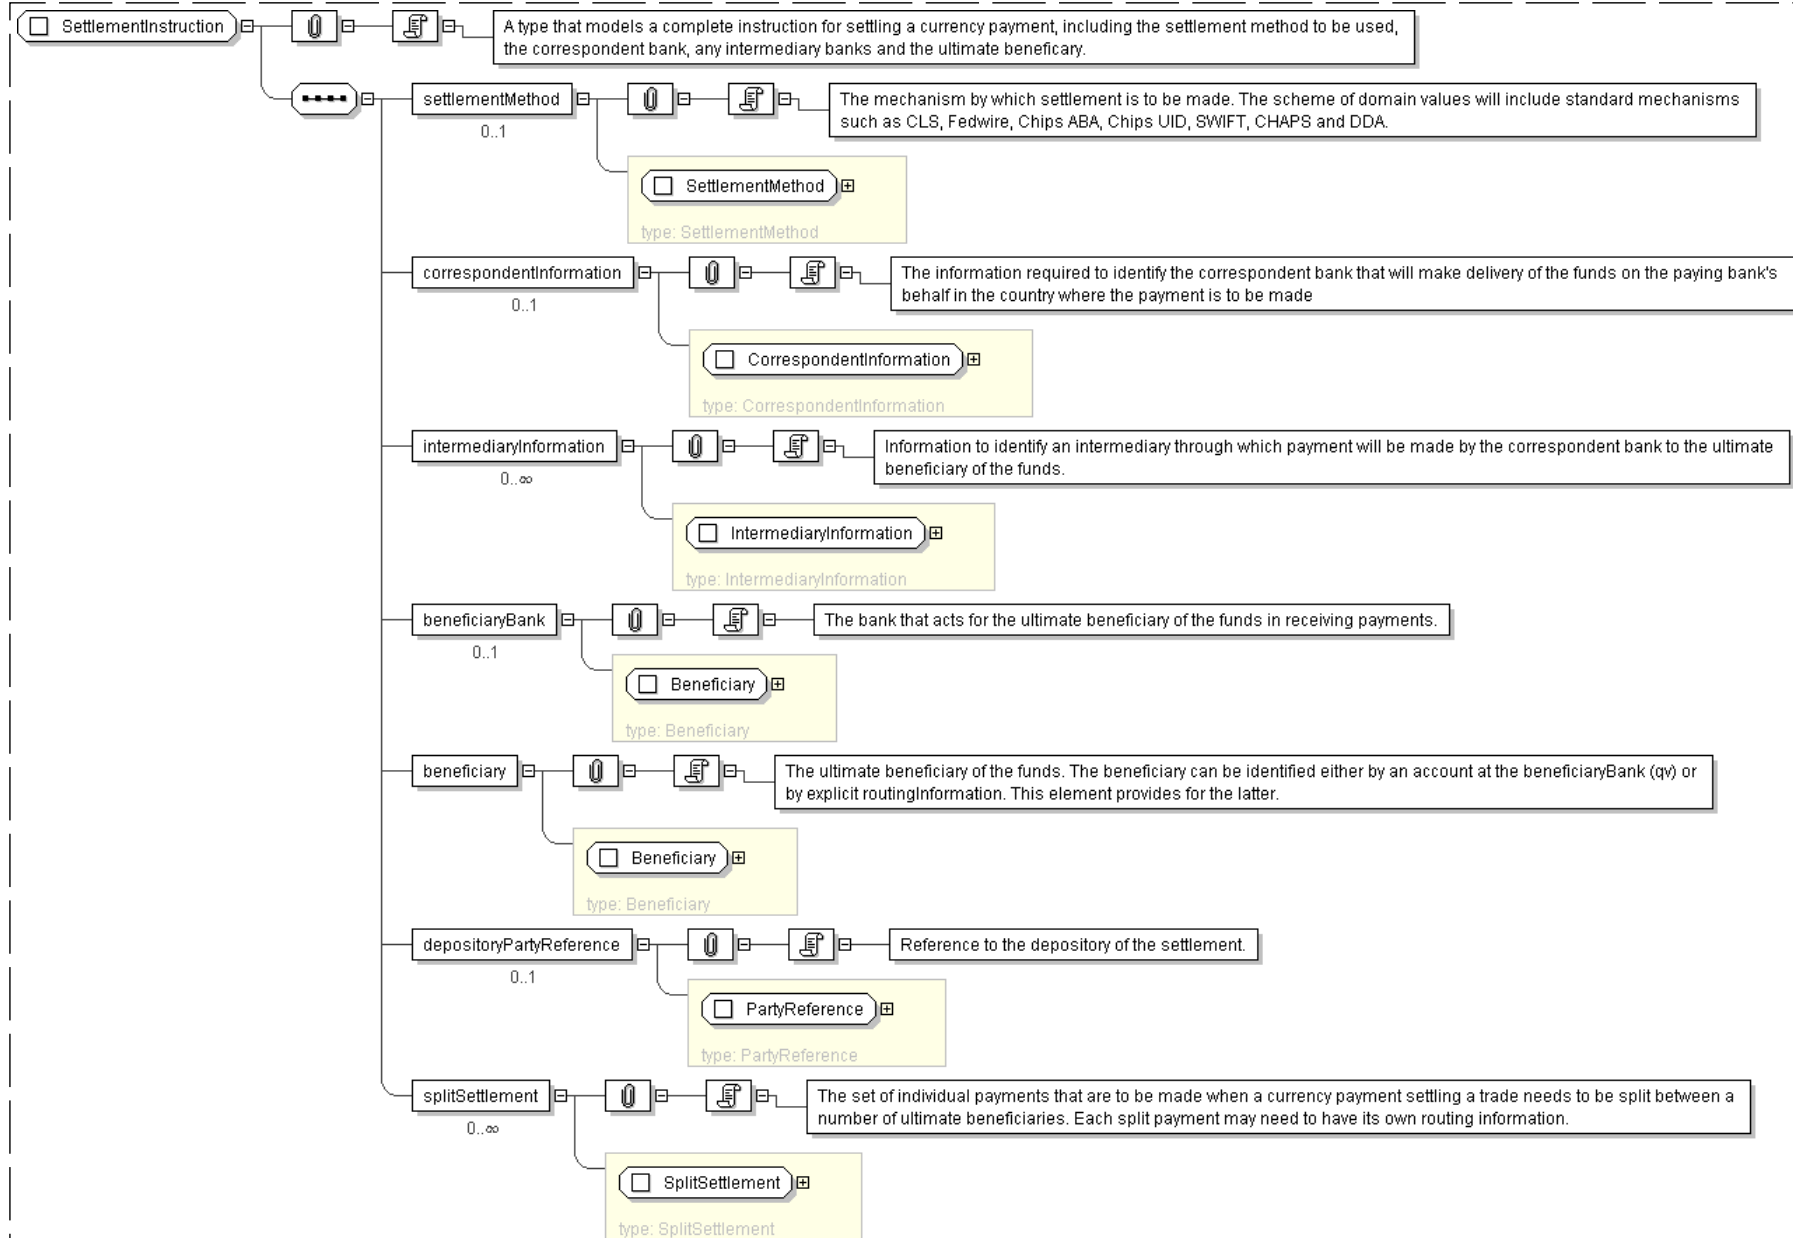 SettlementInstruction
A type that models a complete instruction for settling a currency payment, including the settlement method to be used,
the correspondent bank, any intermediary banks and the ultimate beneficary.
settlementMethod
0..1
The mechanism by which settlement is to be made. The scheme of domain values will include standard mechanisms
such as CLS, Fedwire, Chips ABA, Chips UID, SWIFT, CHAPS and DDA.
SettlementMethod
type: SettlementMethod
correspondentInformation
0..1
The information required to identify the correspondent bank that will make delivery of the funds on the paying bank's
behalf in the country where the payment is to be made
CorrespondentInformation
type: CorrespondentInformation
intermediaryInformation
0..∞
Information to identify an intermediary through which payment will be made by the correspondent bank to the ultimate
beneficiary of the funds.
IntermediaryInformation
type: IntermediaryInformation
beneficiaryBank
0..1
The bank that acts for the ultimate beneficiary of the funds in receiving payments.
Beneficiary
type: Beneficiary
beneficiary
The ultimate beneficiary of the funds. The beneficiary can be identified either by an account at the beneficiaryBank (qv) or
by explicit routingInformation. This element provides for the latter.
Beneficiary
type: Beneficiary
depositoryPartyReference
0..1
Reference to the depository of the settlement.
PartyReference
type: PartyReference
splitSettlement
0..∞
The set of individual payments that are to be made when a currency payment settling a trade needs to be split between a
number of ultimate beneficiaries. Each split payment may need to have its own routing information.
SplitSettlement
type: SplitSettlement